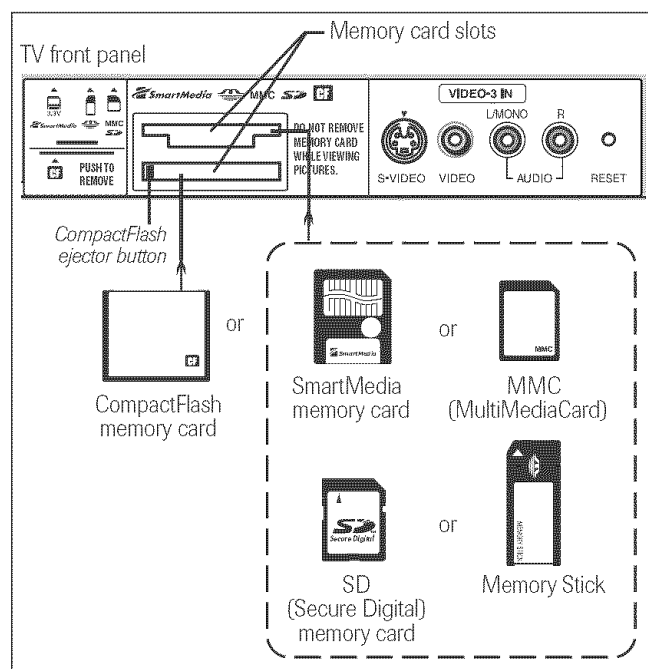 Memory card slots
TV front panel
3.3V
SmartMedia
MMC
SD
CF
PUSH TO
REMOVE
SmartMedia MMC SD CF
DO NOT REMOVE
MEMORY CARD
WHILE VIEWING
PICTURES.
VIDEO-3 IN
L/MONO R
S-VIDEO VIDEO AUDIO RESET
CompactFlash
ejector button
CF
or
CompactFlash
memory card
SmartMedia
or
MMC
SmartMedia
memory card
MMC
(MultiMediaCard)
SD
Secure Digital
or
MEMORY STICK
SD
(Secure Digital)
memory card
Memory Stick